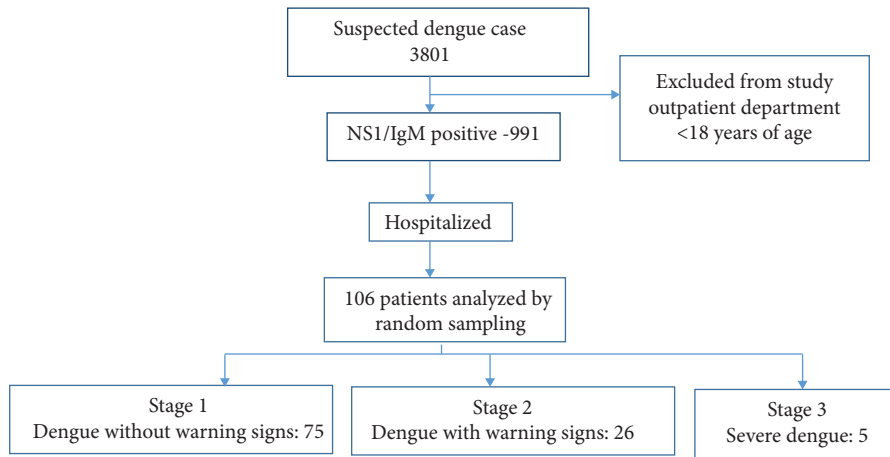 Suspected dengue case
3801
Excluded from study
outpatient department
<18 years of age
NS1/IgM positive -991
Hospitalized
106 patients analyzed by
random sampling
Stage 1
Dengue without warning signs: 75
Stage 2
Dengue with warning signs: 26
Stage 3
Severe dengue: 5